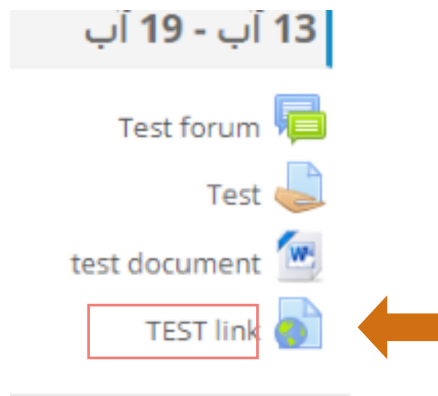 13 آب - 19 آب
Test forum
Test
test document
TEST link